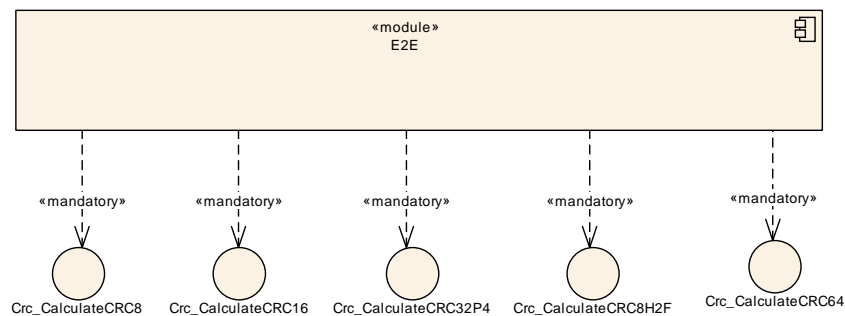 «module»
E2E
«mandatory» «mandatory» «mandatory» «mandatory» «mandatory»
Crc_CalculateCRC8 Crc_CalculateCRC16 Crc_CalculateCRC32P4 Crc_CalculateCRC8H2F Crc_CalculateCRC64